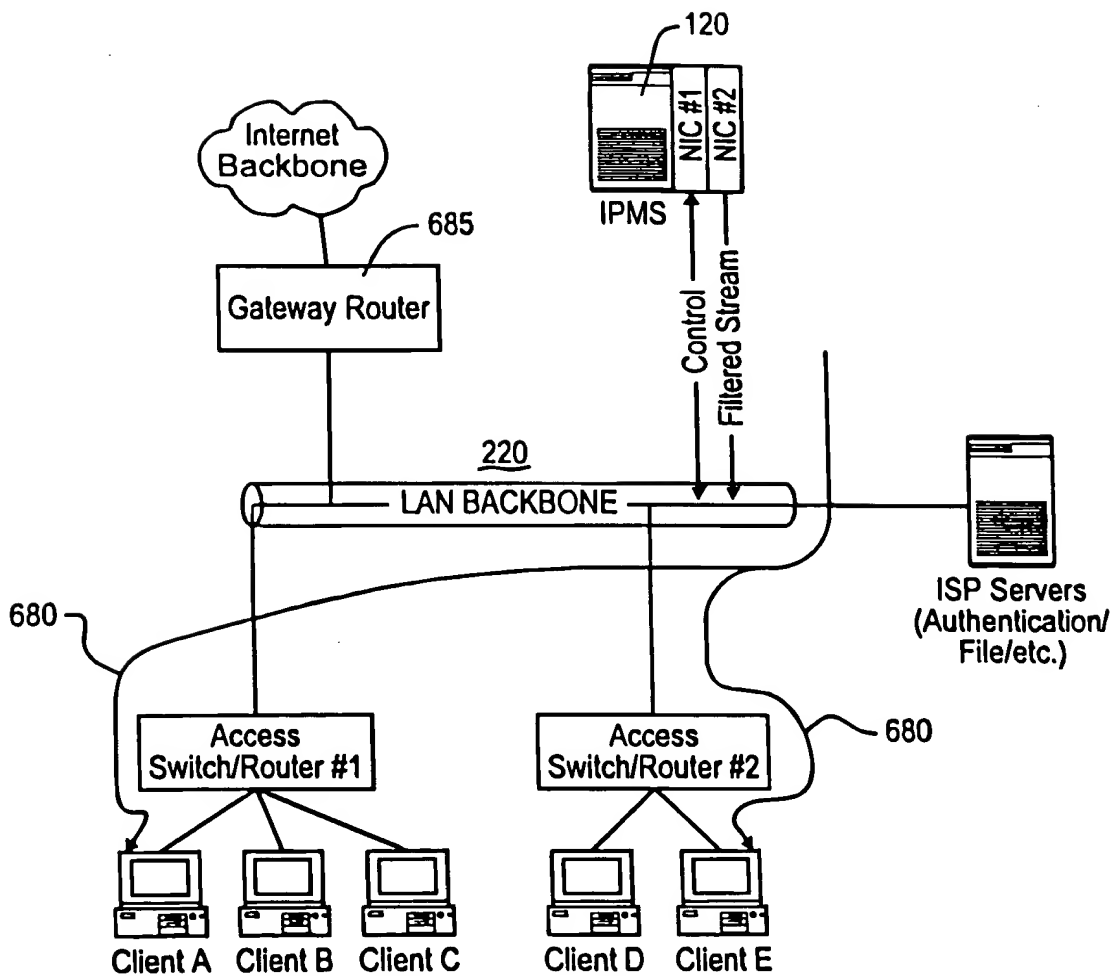 120
NIC #1
NIC #2
IPMS
Internet
Backbone
685
Gateway Router
Control
Filtered Stream
220
LAN BACKBONE
ISP Servers
(Authentication/
File/etc.)
680
680
Access
Switch/Router #1
Access
Switch/Router #2
Client A
Client B
Client C
Client D
Client E